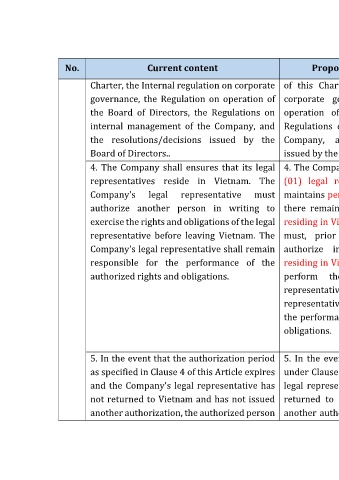 No. Current content Propo
Charter, the Internal regulation on corporate
governance, the Regulation on operation of
the Board of Directors, the Regulations on
internal management of the Company, and
the resolutions/decisions issued by the
Board of Directors..
of this Char
corporate g
operation of
Regulations
Company, a
issued by the
4. The Company shall ensures that its legal
representatives reside in Vietnam. The
Company's legal representative must
authorize another person in writing to
exercise the rights and obligations of the legal
representative before leaving Vietnam. The
Company's legal representative shall remain
responsible for the performance of the
authorized rights and obligations.
4. The Compa
(01) legal r
maintains per
there remain
residing in Vi
must, prior
authorize i
residing in Vi
perform the
representativ
representativ
the performa
obligations.
5. In the event that the authorization period
as specified in Clause 4 of this Article expires
and the Company's legal representative has
not returned to Vietnam and has not issued
another authorization, the authorized person
5. In the eve
under Clause
legal represe
returned to
another auth